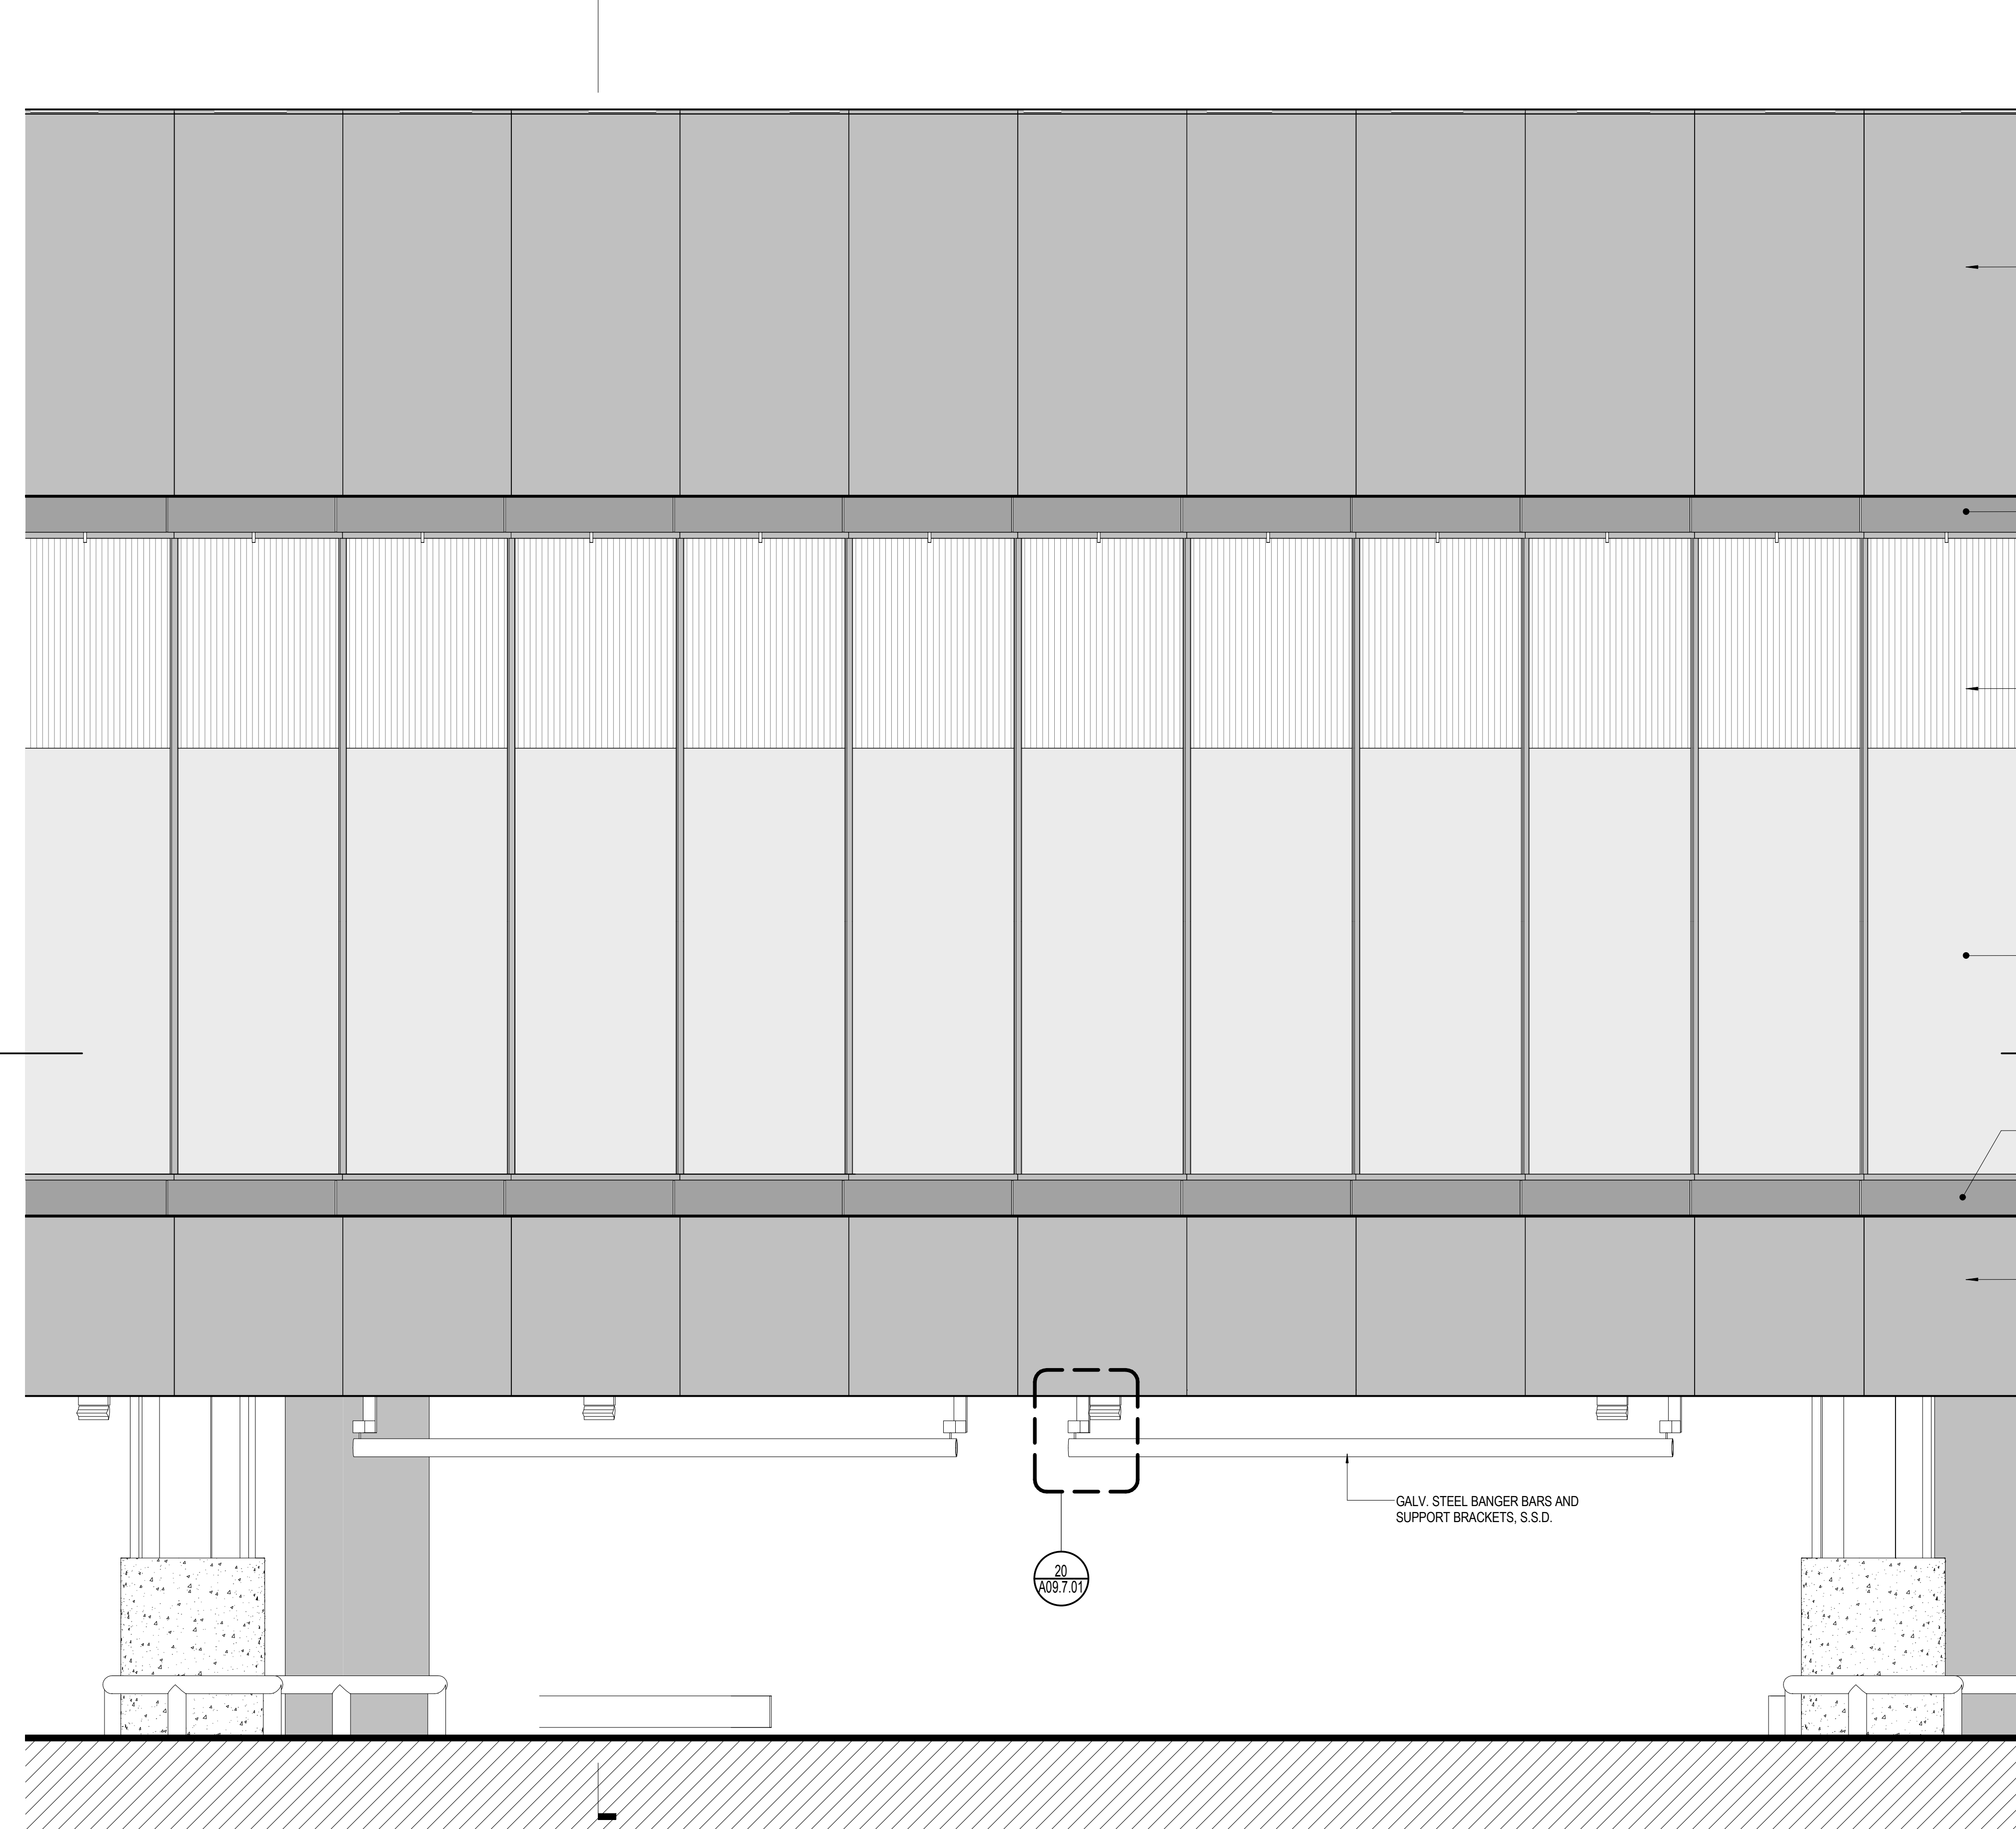 GALV. STEEL BANGER BARS AND
SUPPORT BRACKETS, S.S.D.
20
A09.7.01